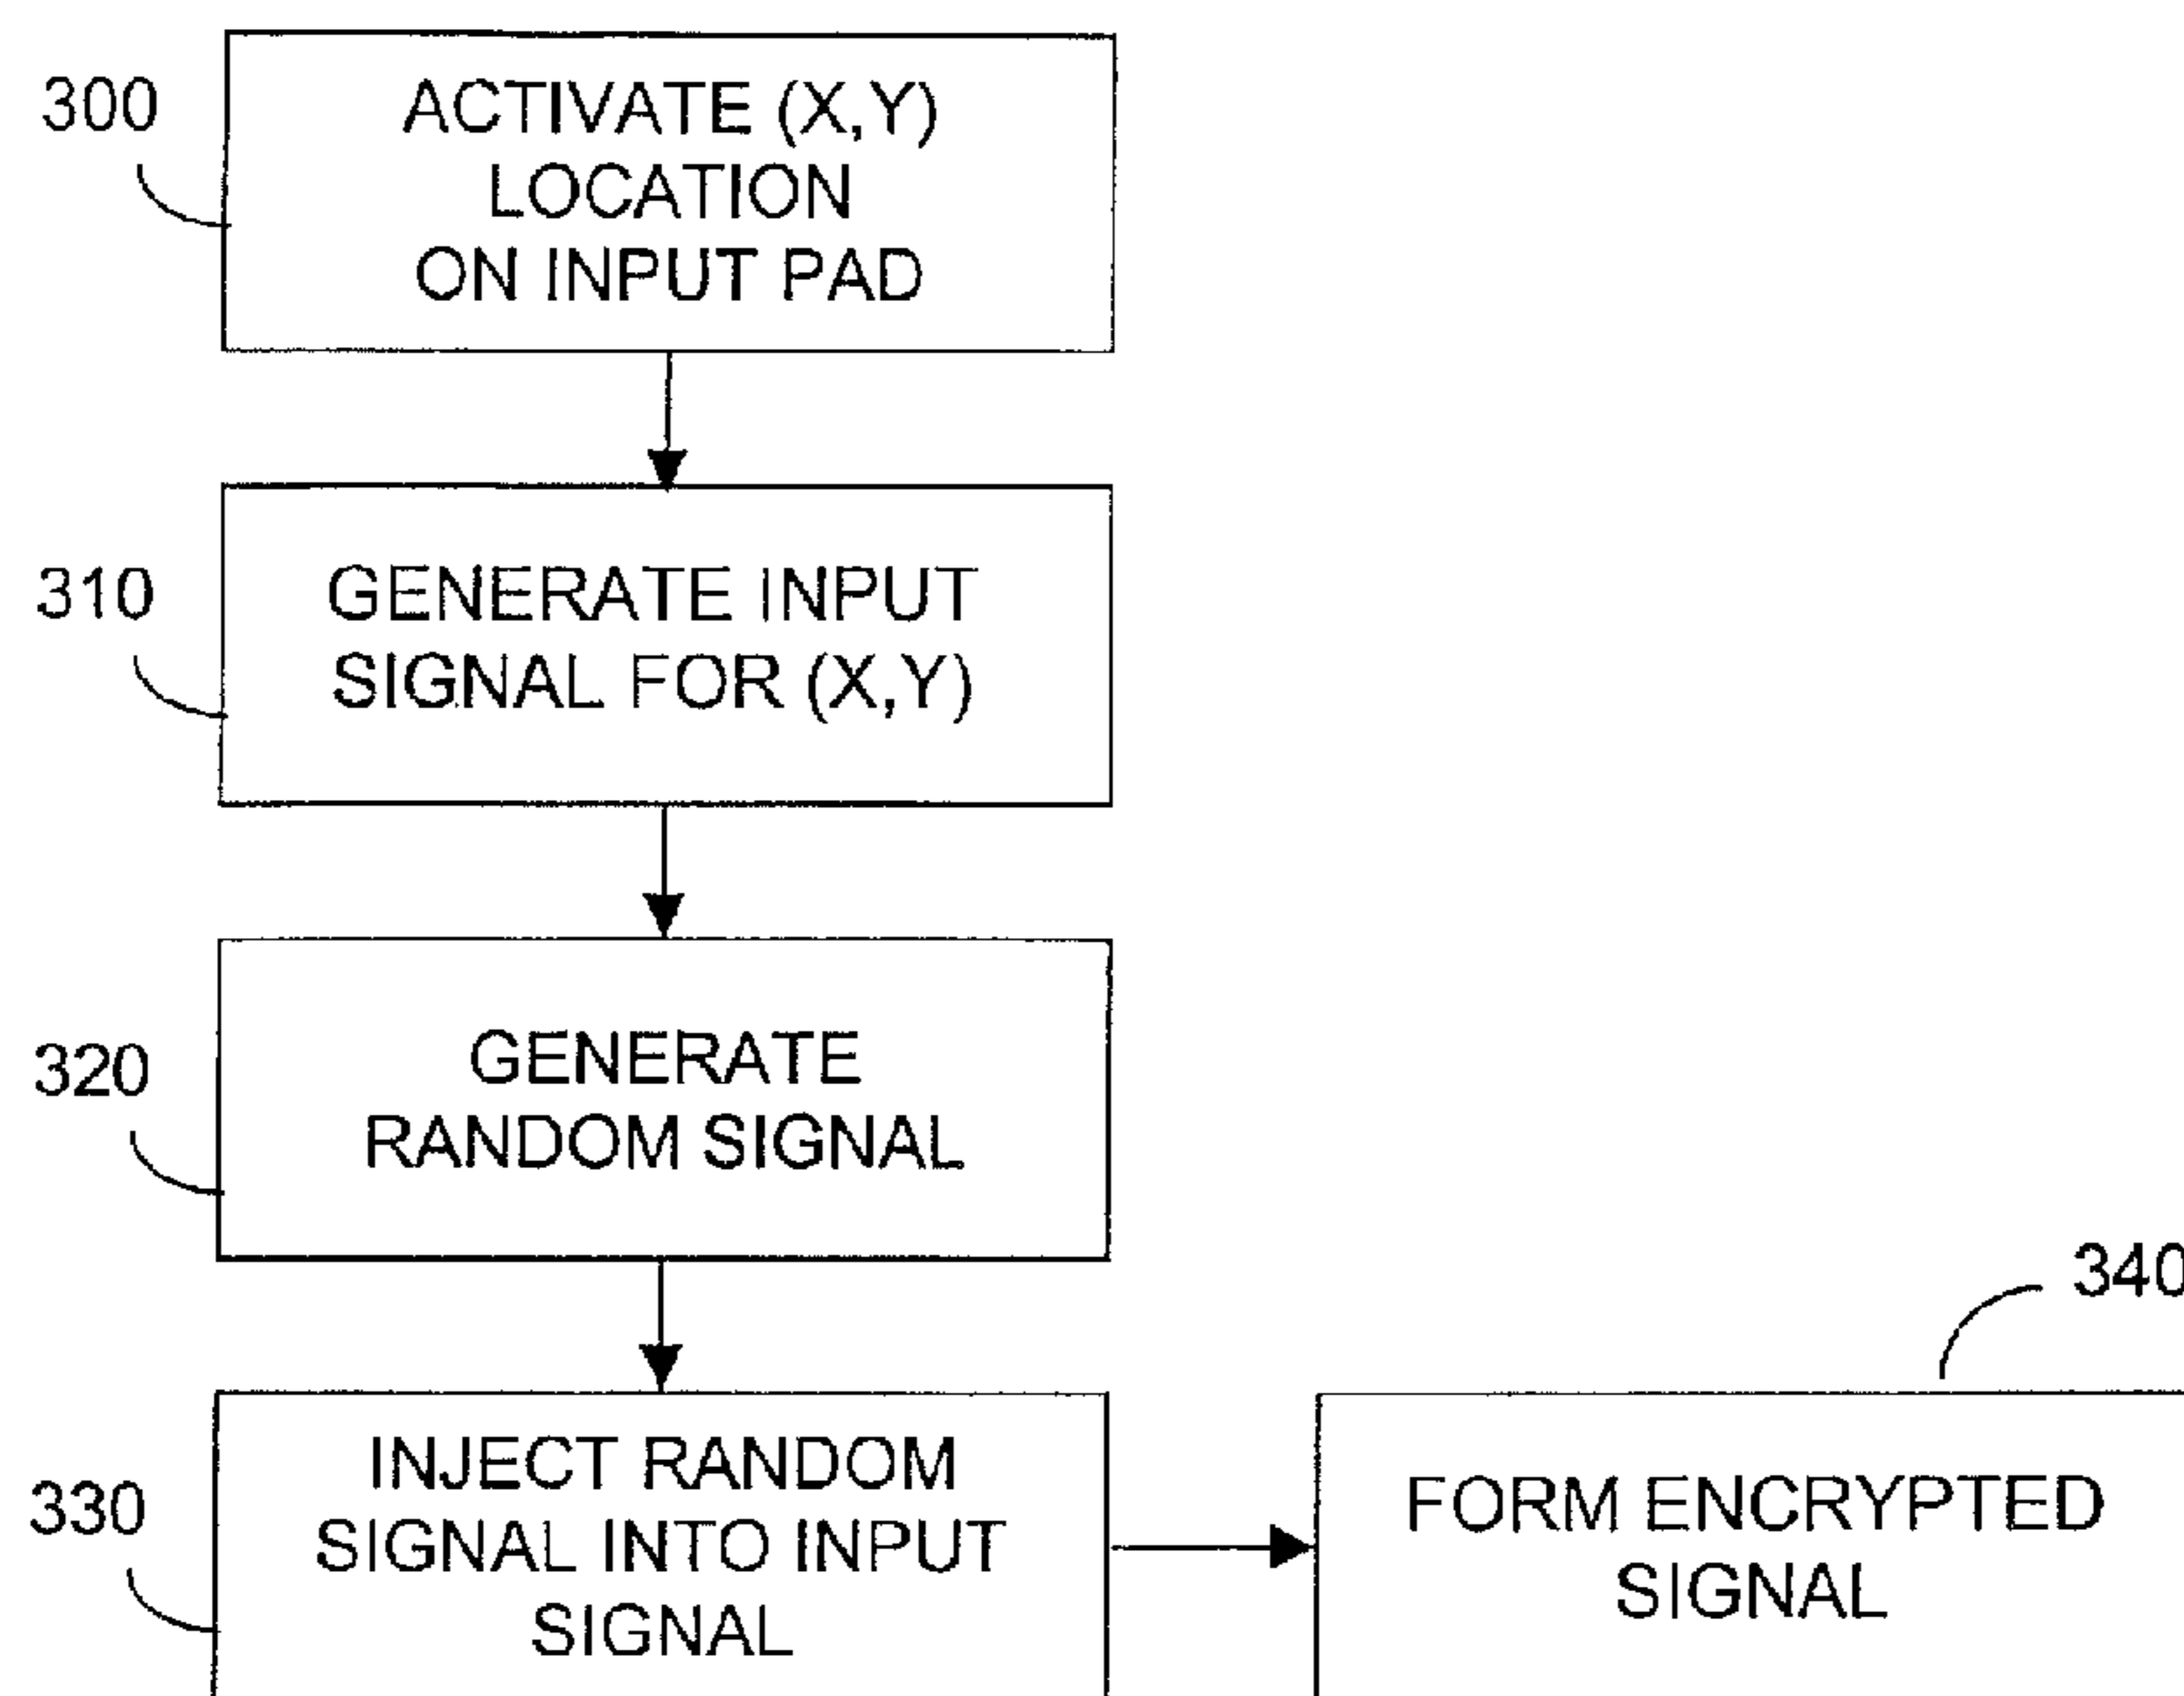 300
ACTIVATE (X,Y)
LOCATION
ON INPUT PAD
310
GENERATE INPUT
SIGNAL FOR (X,Y)
320
GENERATE
RANDOM SIGNAL
330
INJECT RANDOM
SIGNAL INTO INPUT
SIGNAL
340
FORM ENCRYPTED
SIGNAL